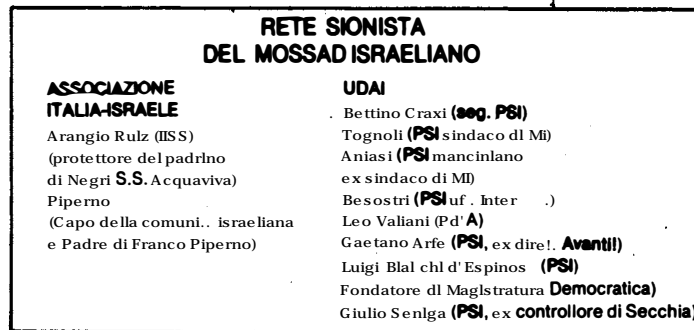 RETE SIONISTA
DEL MOSSAD ISRAELIANO
ASSOCIAZIONE
ITALIA-ISRAELE
Arangio Rulz (IISS)
(protettore del padrlno
di Negri S.S. Acquaviva)
Piperno
(Capo della comuni.. israeliana
e Padre di Franco Piperno)
UDAI
. Bettino Craxi (seg. PSI)
Tognoli (PSI sindaco dl Mi)
Aniasi (PSI mancinlano
ex sindaco di MI)
Besostri (PSI uf . Inter .)
Leo Valiani (Pd'A)
Gaetano Arfe (PSI, ex dire!. Avanti!)
Luigi Blal chl d'Espinos (PSI)
Fondatore dl Maglstratura Democratica)
Giulio Senlga (PSI, ex controllore di Secchia)